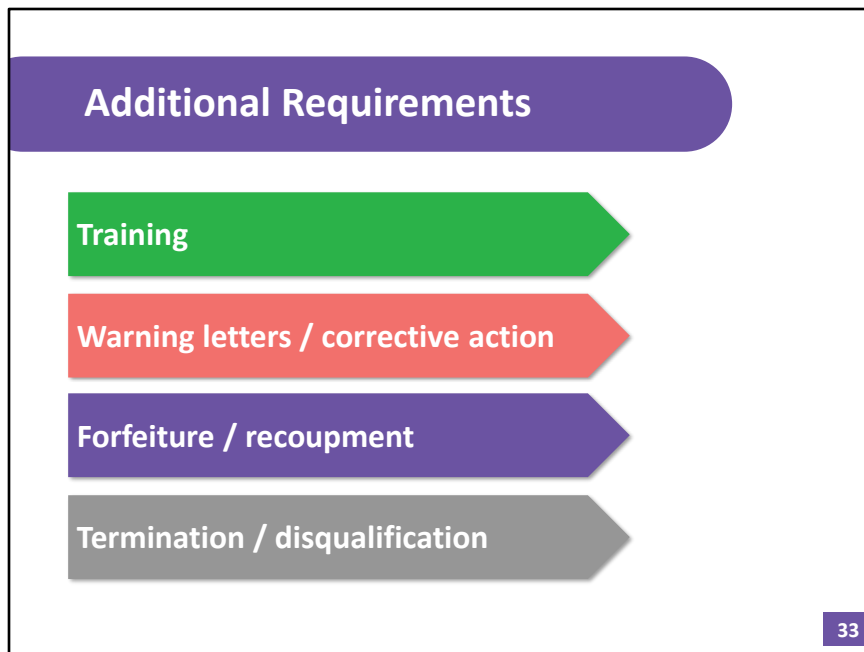 Additional Requirements
Training
Warning letters / corrective action
Forfeiture / recoupment
Termination / disqualification
33